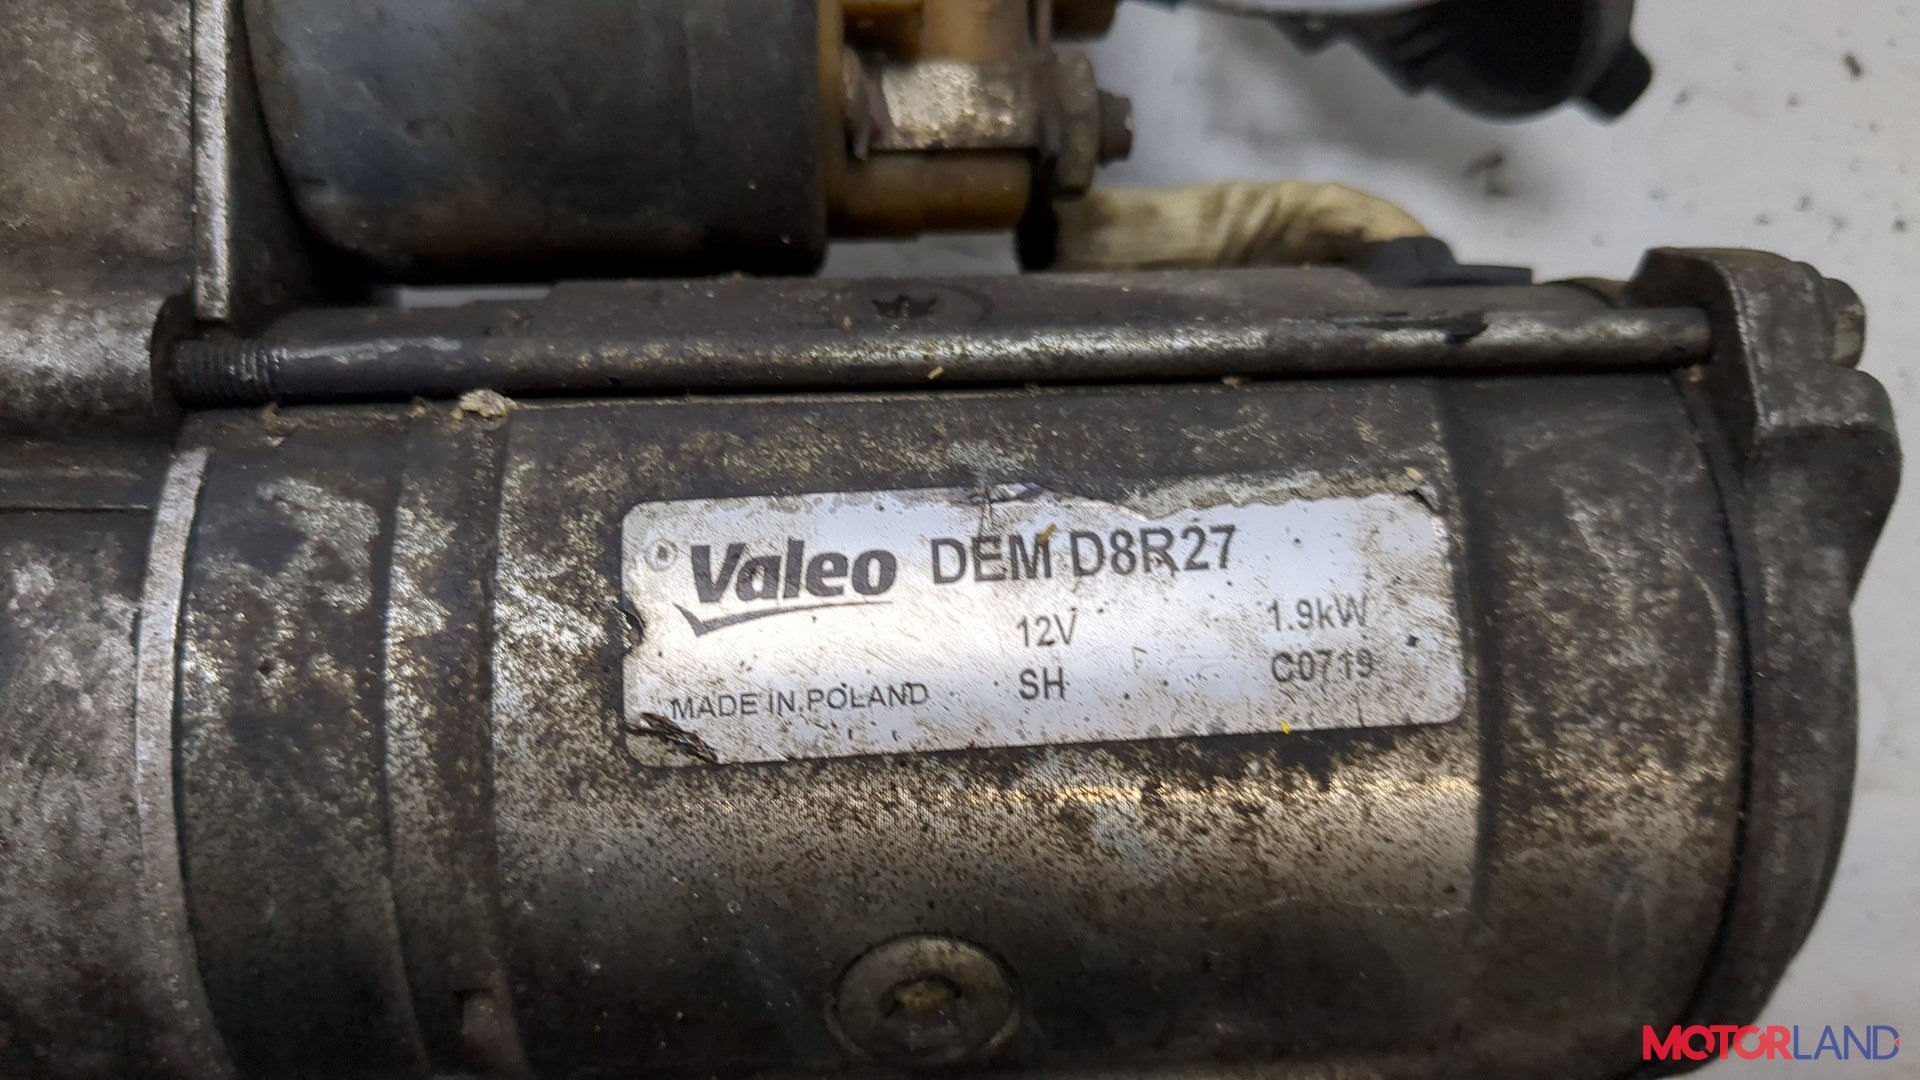 Valeo DEM D8R27
12V 1.9kW
MADE IN POLAND SH C0719
MOTORLAND